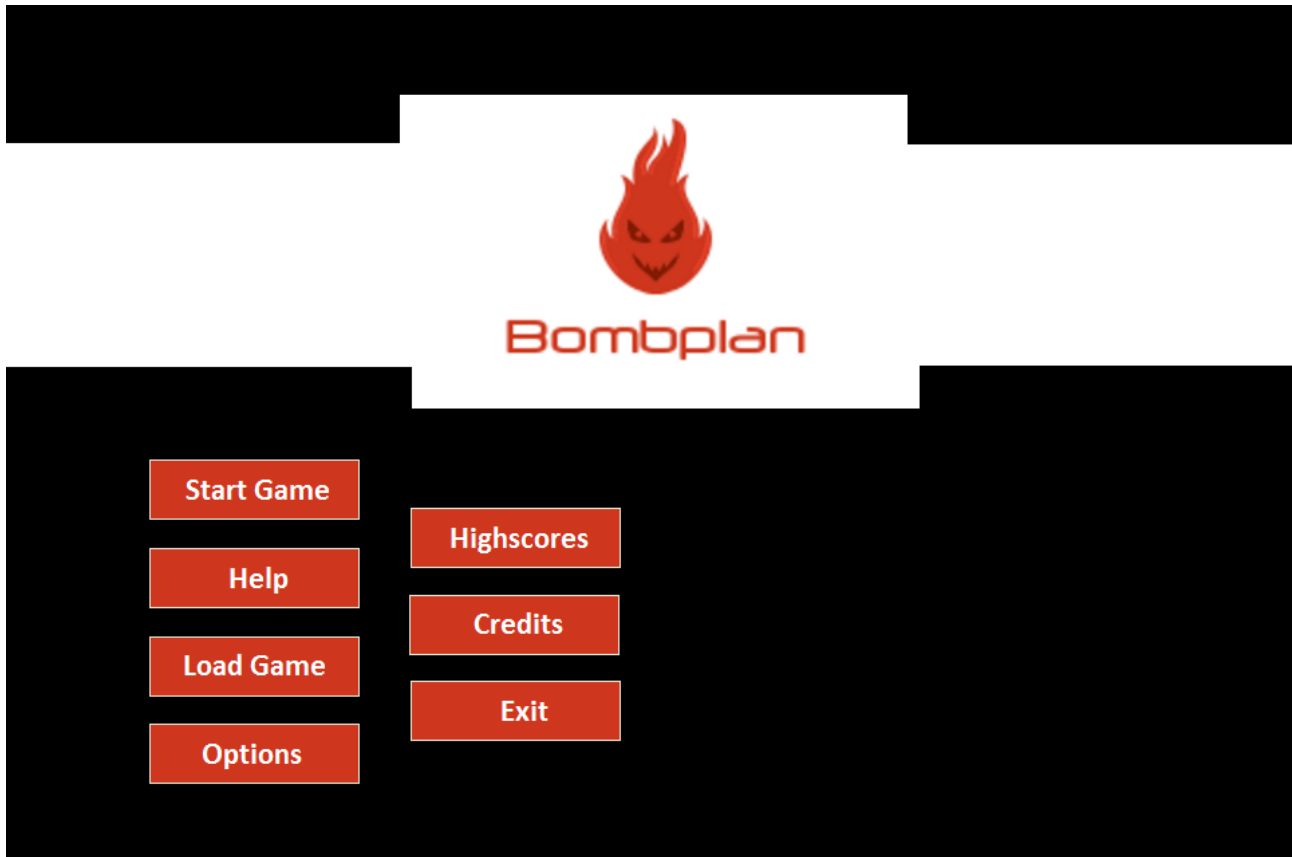 Bombplan
Start Game
Help
Load Game
Options
Highscores
Credits
Exit